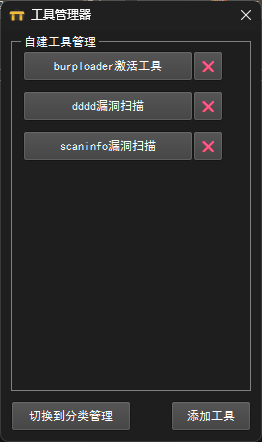 工具管理器
自建工具管理
burploader激活工具
dddd漏洞扫描
scaninfo漏洞扫描
切换到分类管理
添加工具